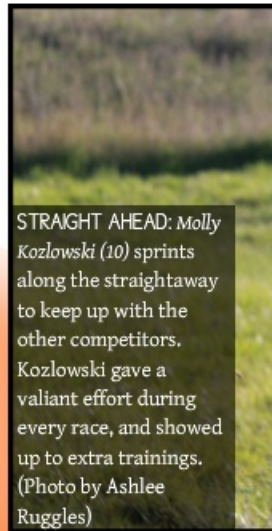 STRAIGHT AHEAD: Molly
Kozlowski (10) sprints
along the straightaway
to keep up with the
other competitors.
Kozlowski gave a
valiant effort during
every race, and showed
up to extra trainings.
(Photo by Ashlee
Ruggles)